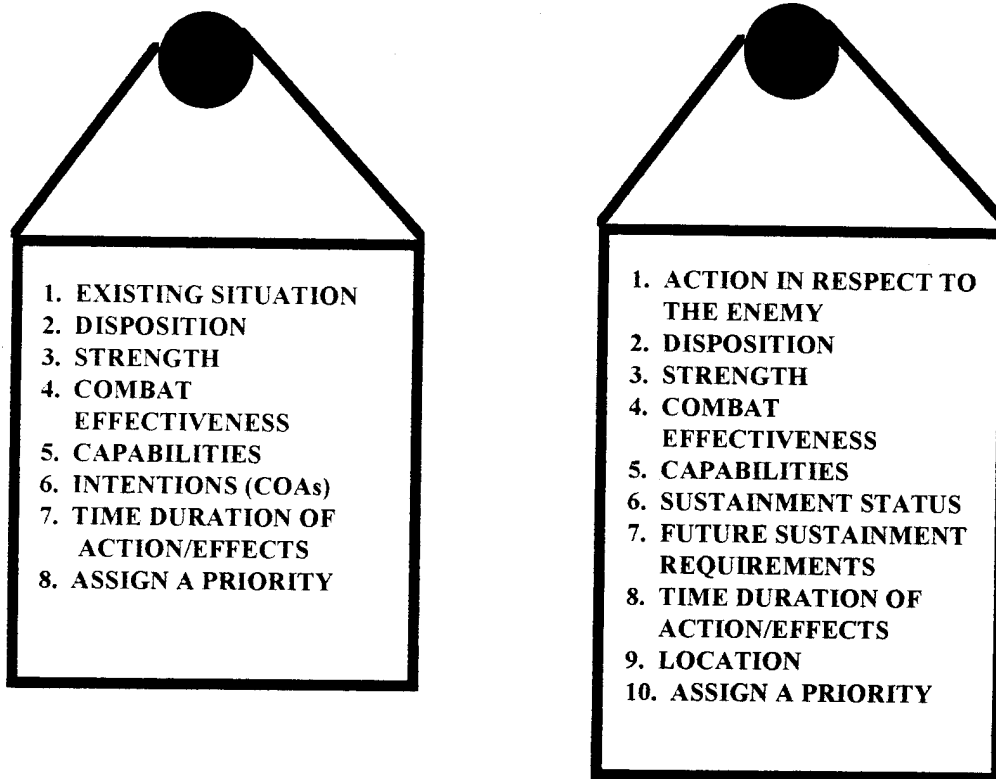 1. EXISTING SITUATION
2. DISPOSITION
3. STRENGTH
4. COMBAT
EFFECTIVENESS
5. CAPABILITIES
6. INTENTIONS (COAs)
7. TIME DURATION OF
ACTION/EFFECTS
8. ASSIGN A PRIORITY
1. ACTION IN RESPECT TO
THE ENEMY
2. DISPOSITION
3. STRENGTH
4. COMBAT
EFFECTIVENESS
5. CAPABILITIES
6. SUSTAINMENT STATUS
7. FUTURE SUSTAINMENT
REQUIREMENTS
8. TIME DURATION OF
ACTION/EFFECTS
9. LOCATION
10. ASSIGN A PRIORITY